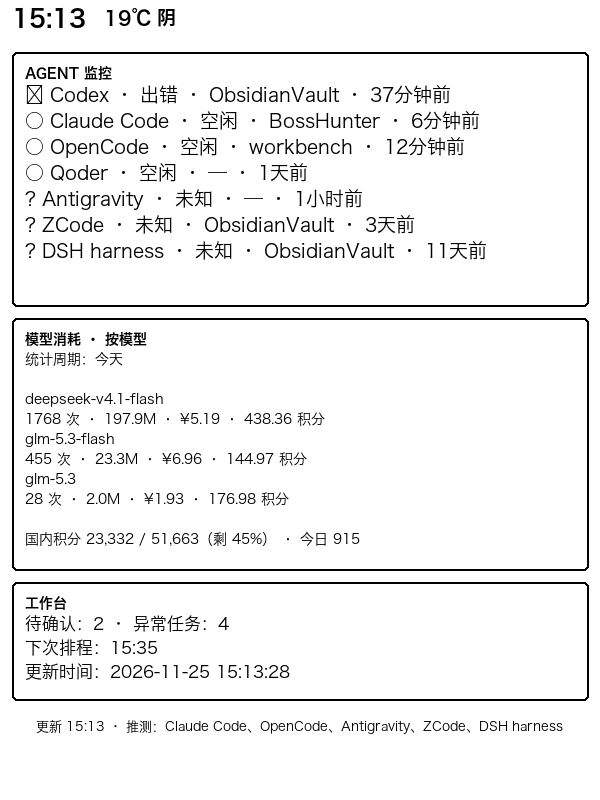 15:13 19℃ 阴
AGENT 监控
☒ Codex · 出错 · ObsidianVault · 37分钟前
○ Claude Code · 空闲 · BossHunter · 6分钟前
○ OpenCode · 空闲 · workbench · 12分钟前
○ Qoder · 空闲 · — · 1天前
? Antigravity · 未知 · — · 1小时前
? ZCode · 未知 · ObsidianVault · 3天前
? DSH harness · 未知 · ObsidianVault · 11天前
模型消耗 · 按模型
统计周期：今天
deepseek-v4.1-flash
1768 次 · 197.9M · ¥5.19 · 438.36 积分
glm-5.3-flash
455 次 · 23.3M · ¥6.96 · 144.97 积分
glm-5.3
28 次 · 2.0M · ¥1.93 · 176.98 积分
国内积分 23,332 / 51,663（剩 45%） · 今日 915
工作台
待确认：2 · 异常任务：4
下次排程：15:35
更新时间：2026-11-25 15:13:28
更新 15:13 · 推测：Claude Code、OpenCode、Antigravity、ZCode、DSH harness